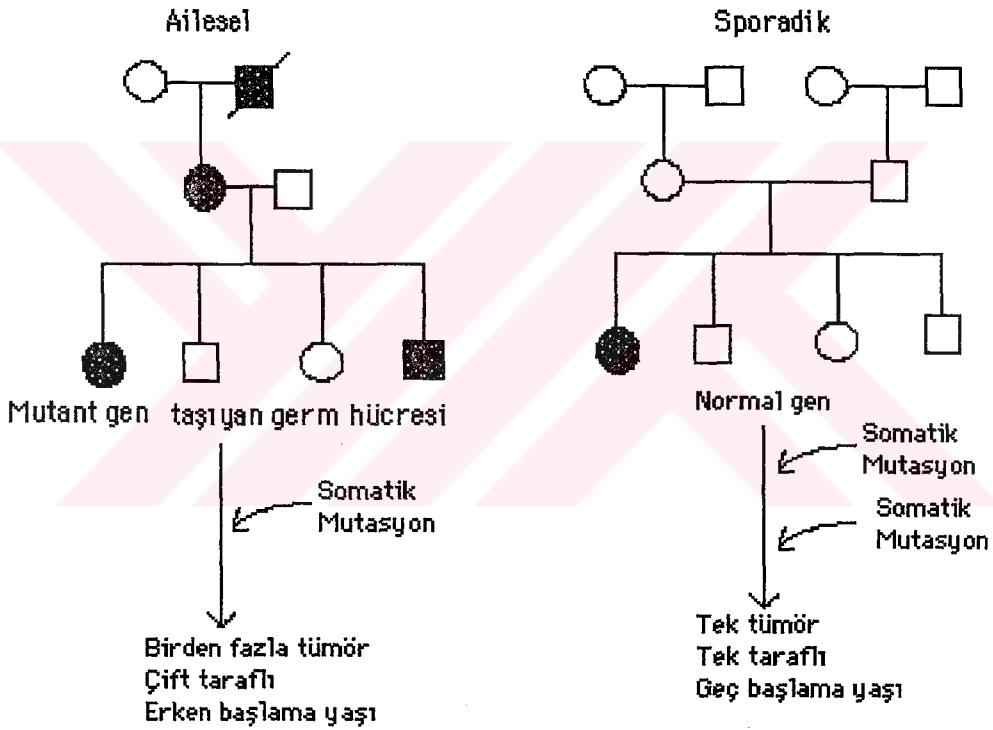 Ailesel
Mutant gen taşıyan germ hücresi
Somatik
Mutasyon
Birden fazla tümör
Çift taraflı
Erken başlama yaşı
Sporadik
Normal gen
Somatik
Mutasyon
Somatik
Mutasyon
Tek tümör
Tek taraflı
Geç başlama yaşı